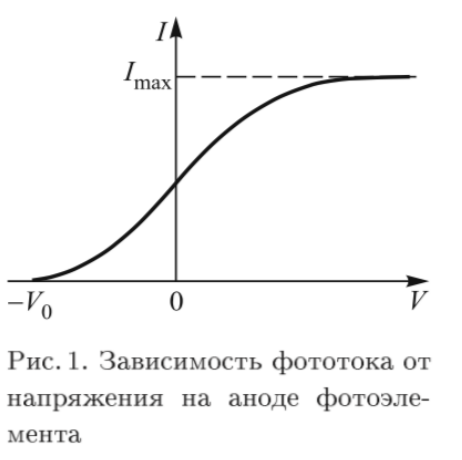 I
I_max
−V_0
0
V
Рис. 1. Зависимость фототока от
напряжения на аноде фотоэле-
мента